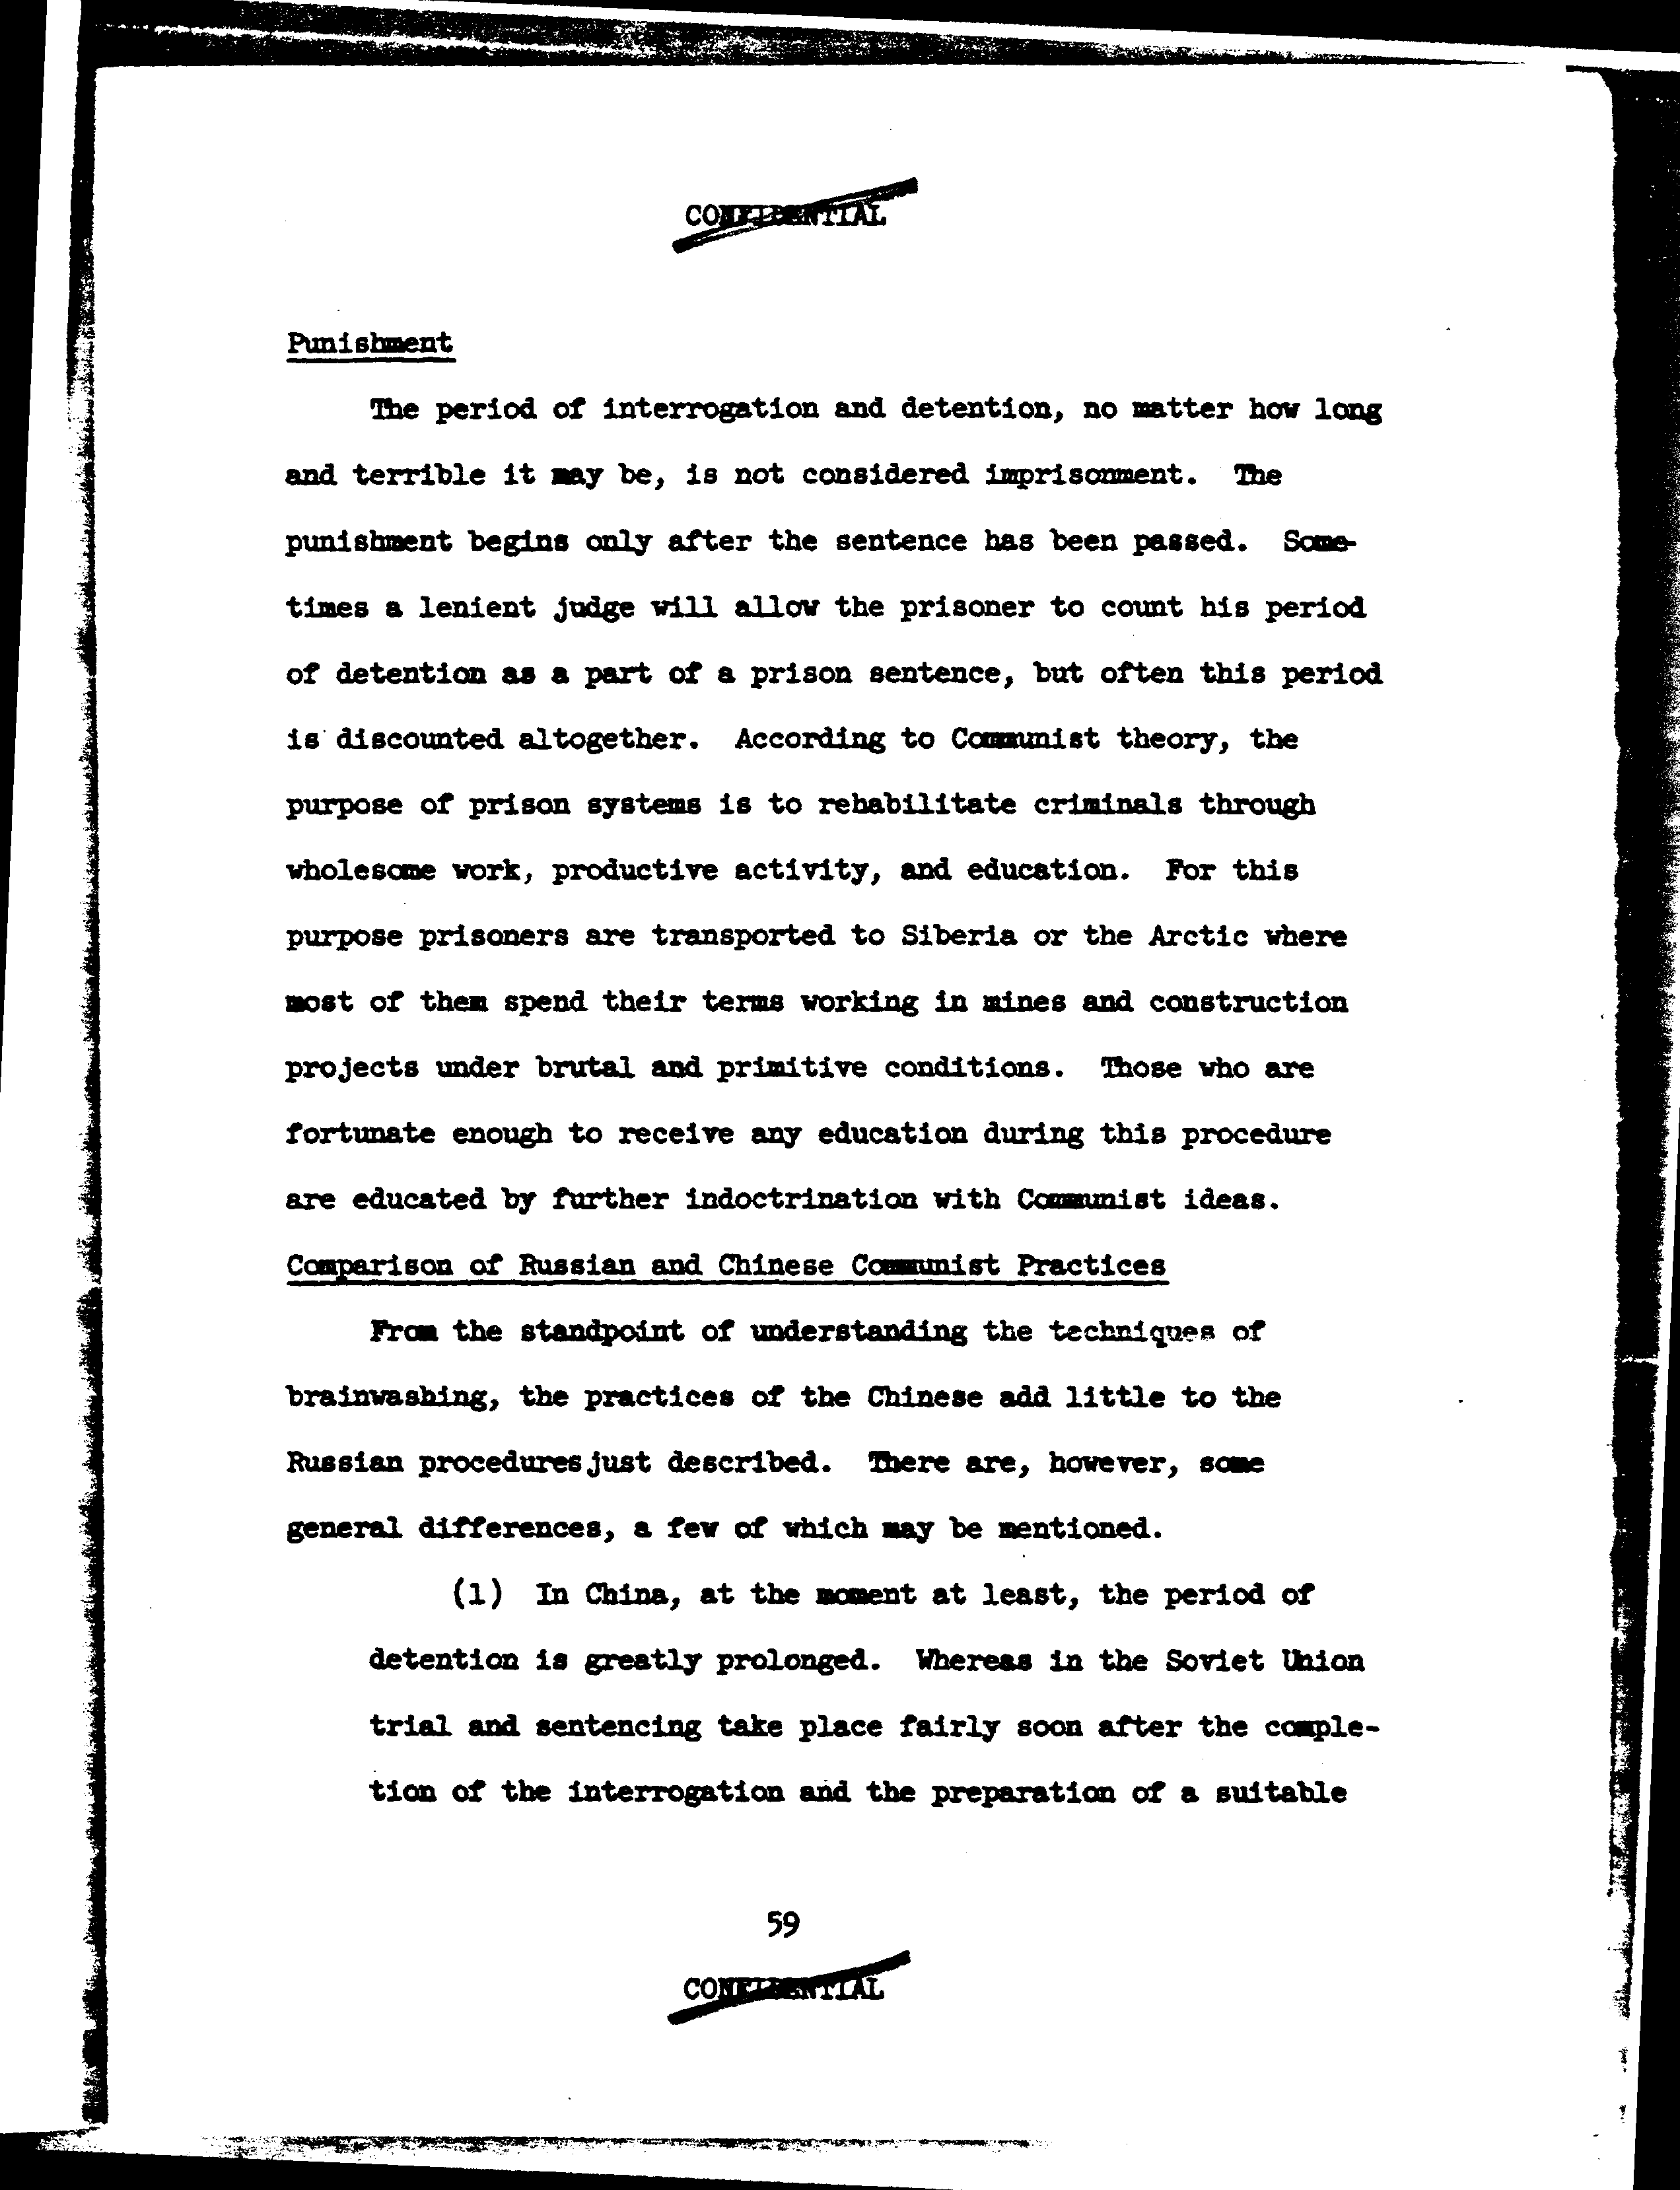 CONFIDENTIAL
Punishment
The period of interrogation and detention, no matter how long
and terrible it may be, is not considered imprisonment. The
punishment begins only after the sentence has been passed. Some-
times a lenient judge will allow the prisoner to count his period
of detention as a part of a prison sentence, but often this period
is discounted altogether. According to Communist theory, the
purpose of prison systems is to rehabilitate criminals through
wholesome work, productive activity, and education. For this
purpose prisoners are transported to Siberia or the Arctic where
most of them spend their terms working in mines and construction
projects under brutal and primitive conditions. Those who are
fortunate enough to receive any education during this procedure
are educated by further indoctrination with Communist ideas.
Comparison of Russian and Chinese Communist Practices
From the standpoint of understanding the techniques of
brainwashing, the practices of the Chinese add little to the
Russian procedures just described. There are, however, some
general differences, a few of which may be mentioned.
(1) In China, at the moment at least, the period of
detention is greatly prolonged. Whereas in the Soviet Union
trial and sentencing take place fairly soon after the comple-
tion of the interrogation and the preparation of a suitable
59
CONFIDENTIAL